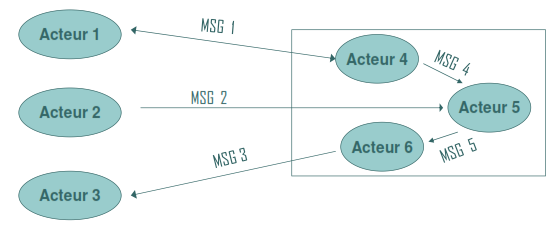 Acteur 1
MSG 1
Acteur 4
MSG 4
Acteur 2
MSG 2
Acteur 5
Acteur 6
MSG 5
MSG 3
Acteur 3